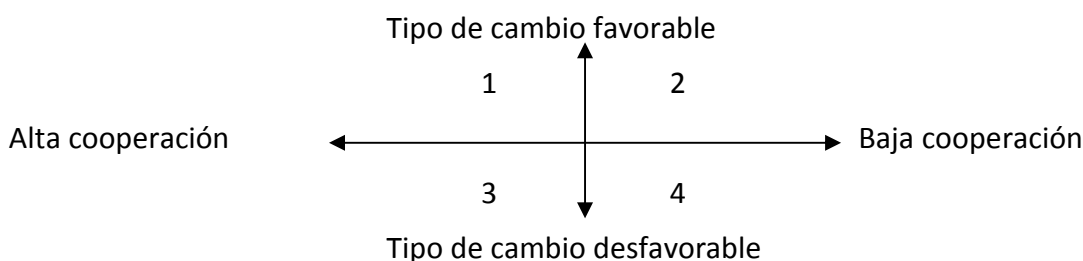 Tipo de cambio favorable
1 2
Alta cooperación Baja cooperación
3 4
Tipo de cambio desfavorable